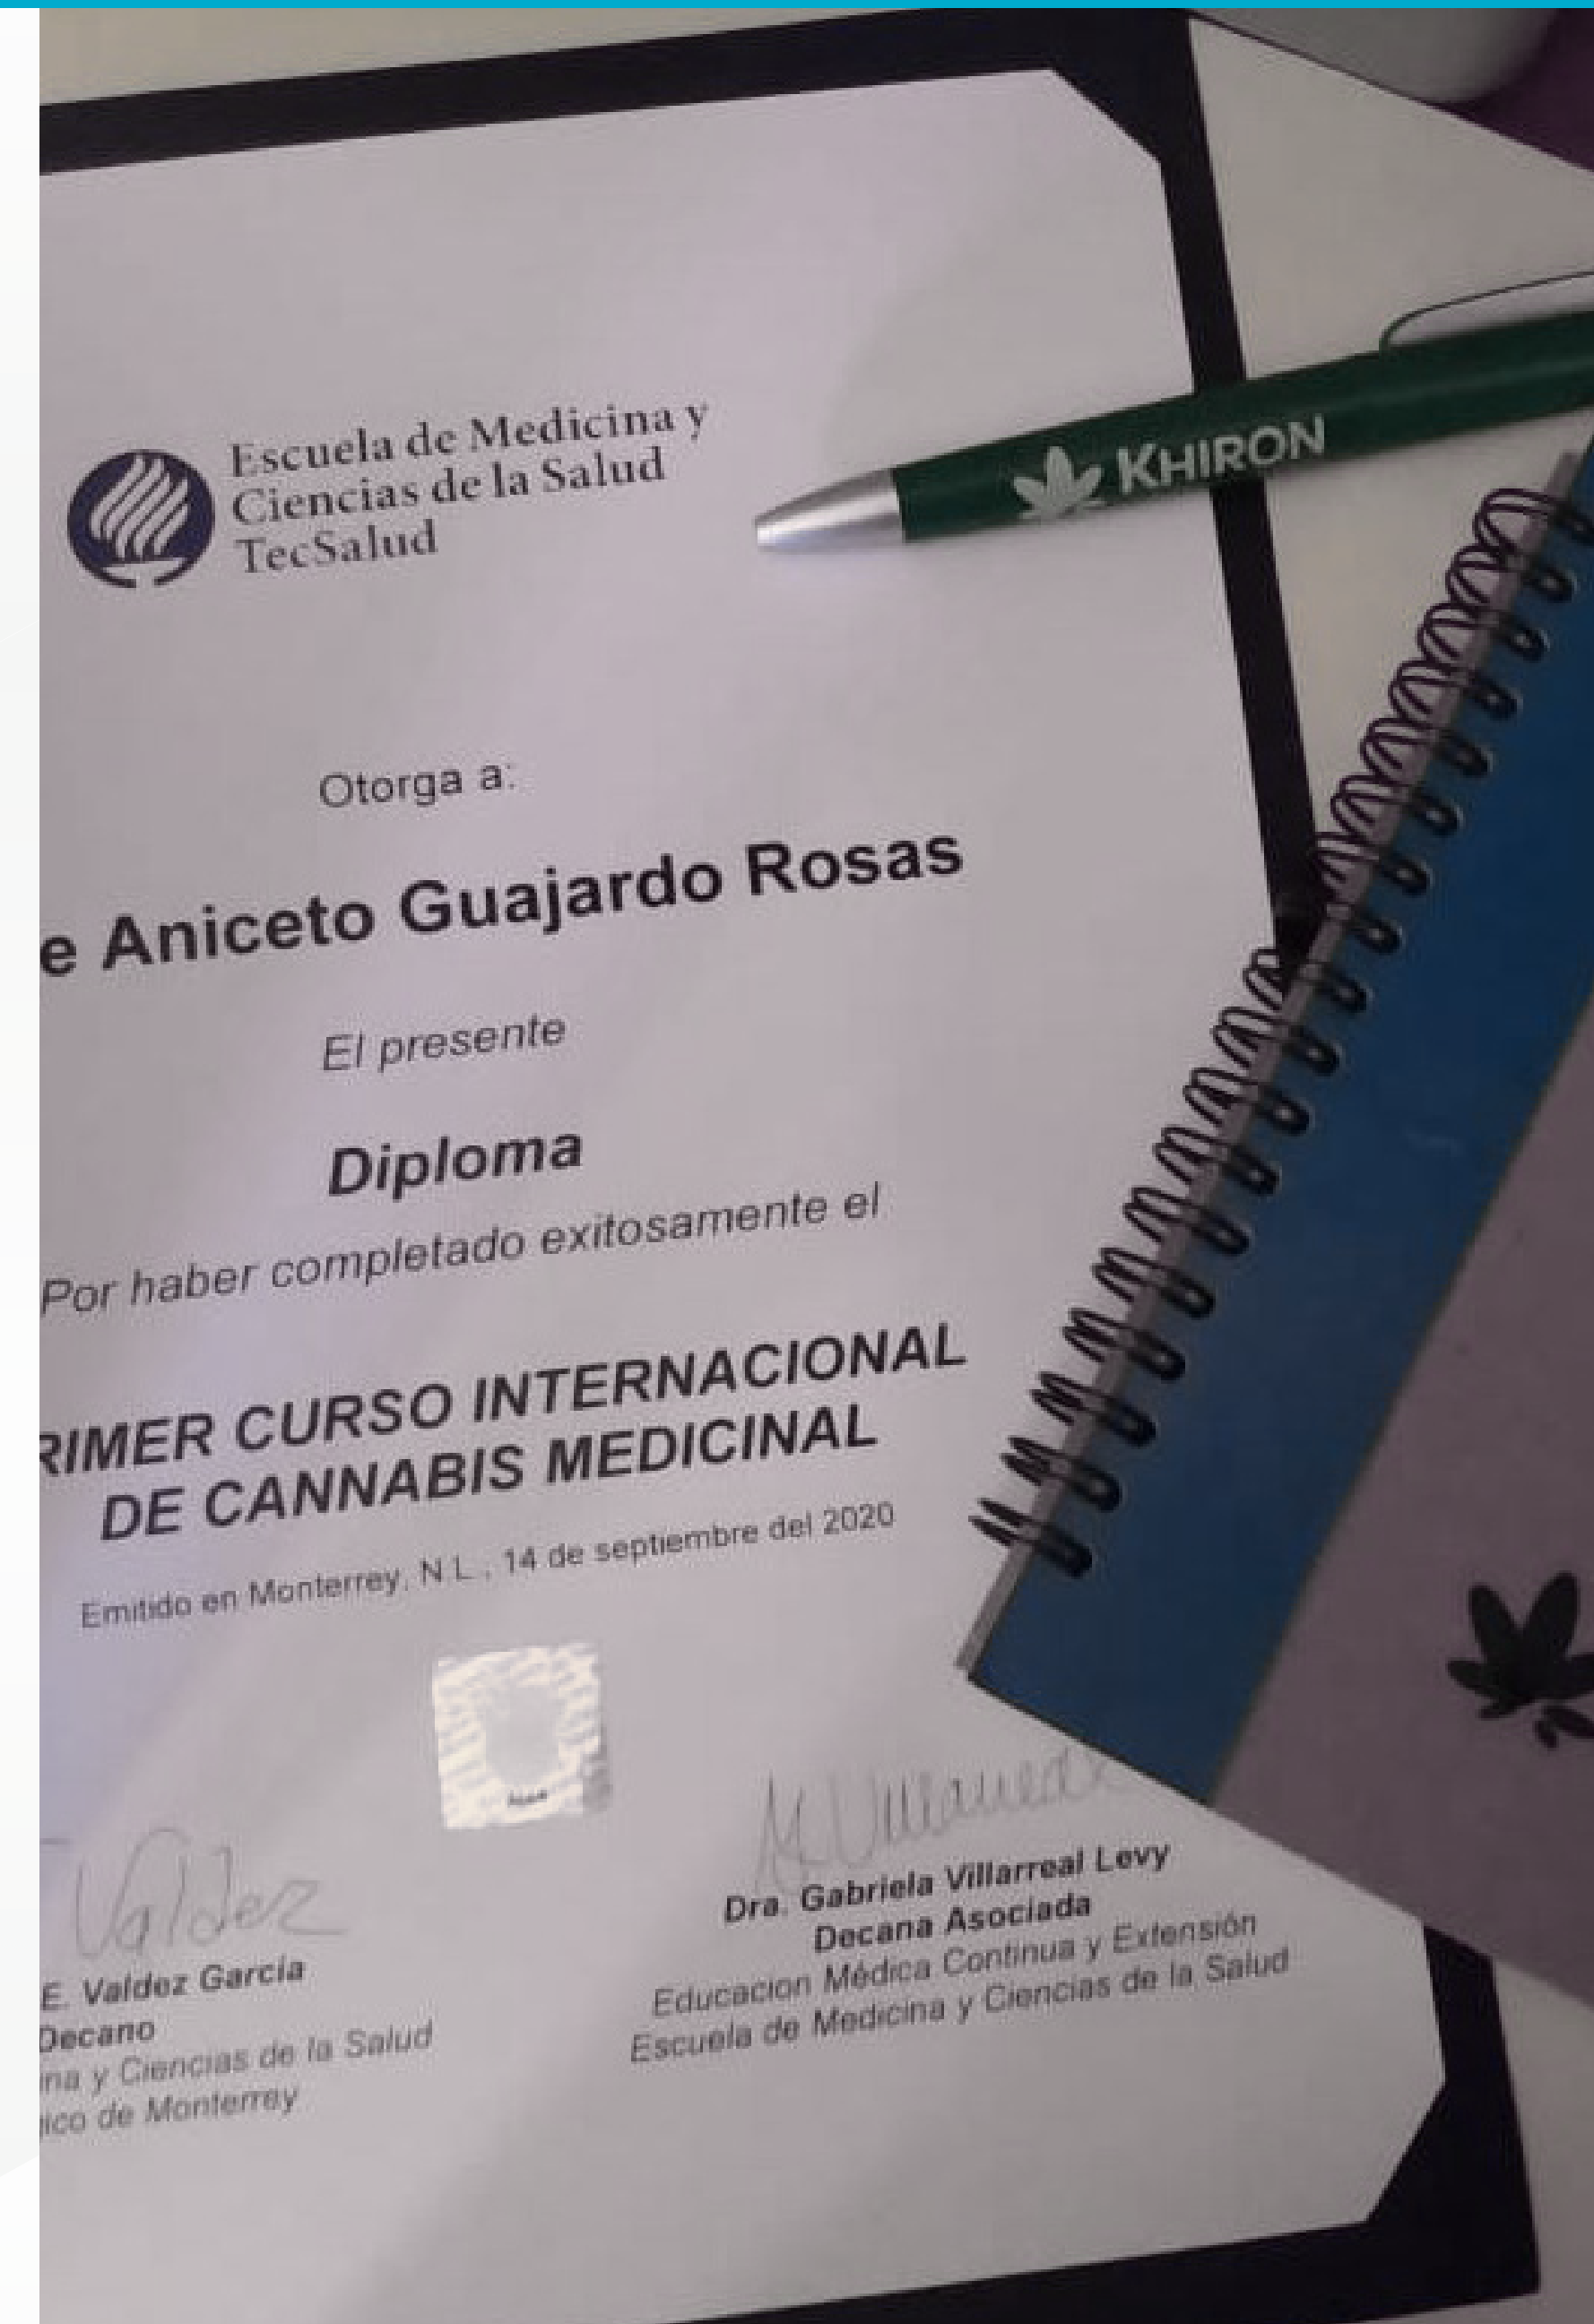 Escuela de Medicina y
Ciencias de la Salud
TecSalud
KHIRON
Otorga a:
e Aniceto Guajardo Rosas
El presente
Diploma
Por haber completado exitosamente el
RIMER CURSO INTERNACIONAL
DE CANNABIS MEDICINAL
Emitido en Monterrey, N.L., 14 de septiembre del 2020
Valdez
E. Valdez García
Decano
ina y Ciencias de la Salud
ico de Monterrey
Dra. Gabriela Villarreal Levy
Decana Asociada
Educacion Médica Continua y Extensión
Escuela de Medicina y Ciencias de la Salud